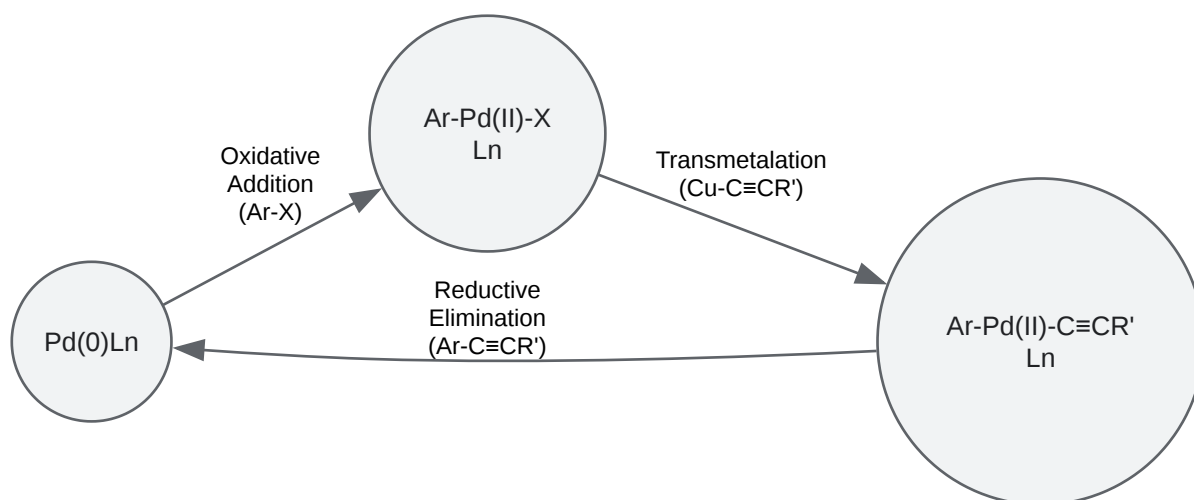 Ar-Pd(II)-X
Ln
Oxidative
Addition
(Ar-X)
Transmetalation
(Cu-C≡CR')
Reductive
Elimination
(Ar-C≡CR')
Pd(0)Ln
Ar-Pd(II)-C≡CR'
Ln